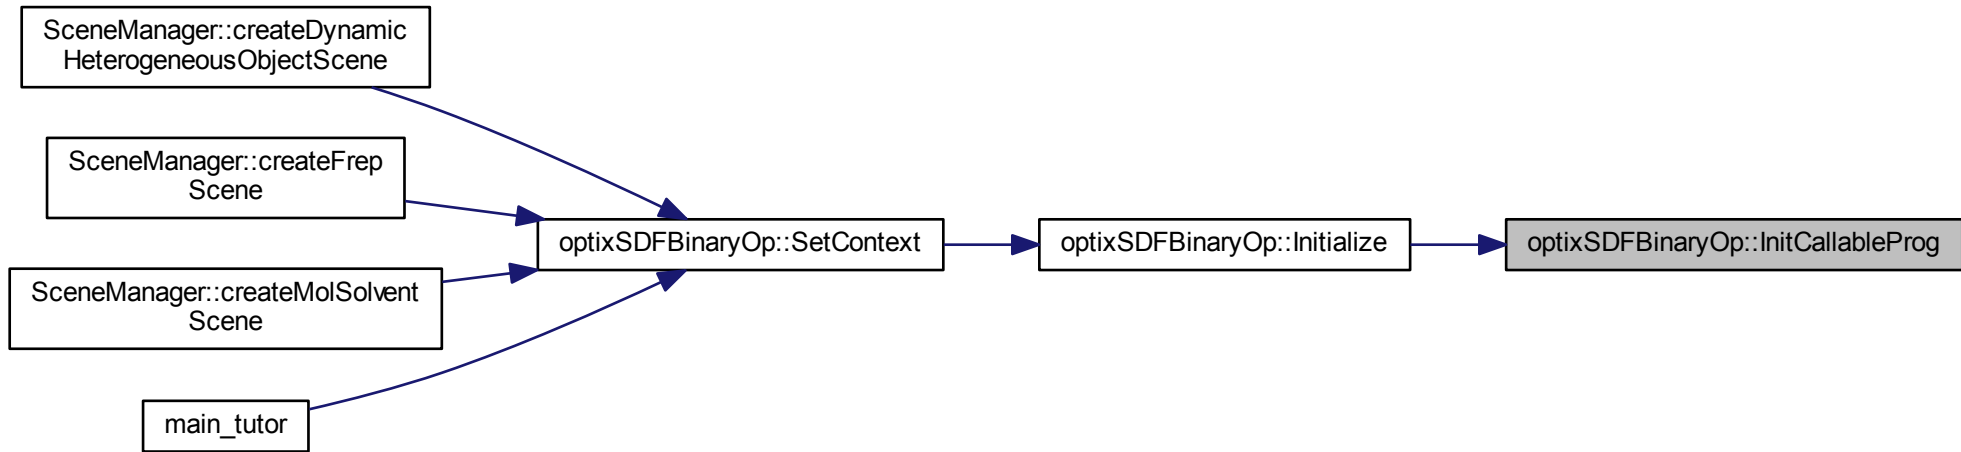 SceneManager::createDynamic
HeterogeneousObjectScene
SceneManager::createFrep
Scene
SceneManager::createMolSolvent
Scene
main_tutor
optixSDFBinaryOp::SetContext
optixSDFBinaryOp::Initialize
optixSDFBinaryOp::InitCallableProg